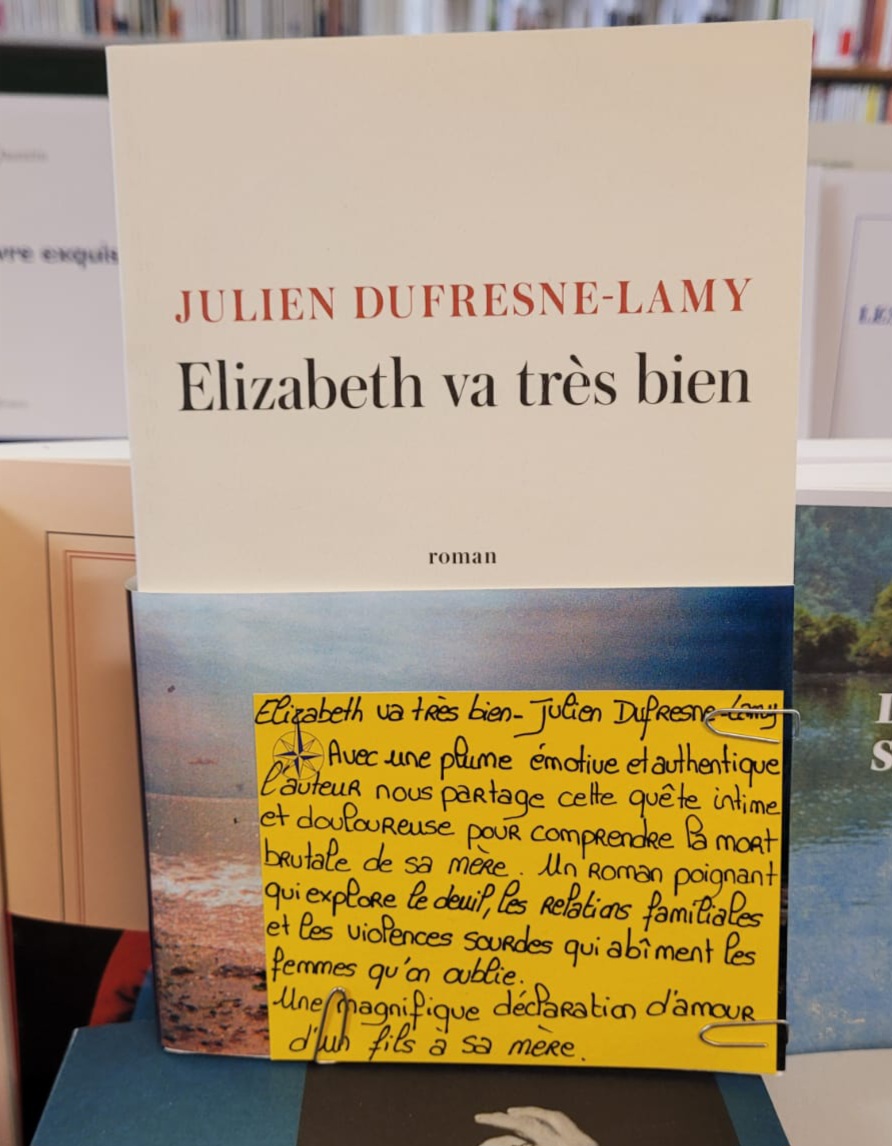 JULIEN DUFRESNE-LAMY
Elizabeth va très bien
roman
Elizabeth va très bien - Julien Dufresne-Lamy
Avec une plume émotive et authentique
l'auteur nous partage cette quête intime
et douloureuse pour comprendre la mort
brutale de sa mère. Un roman poignant
qui explore le deuil, les relations familiales
et les violences sourdes qui abîment les
femmes qu'on oublie.
Une magnifique déclaration d'amour
d'un fils à sa mère.
exquis
LES